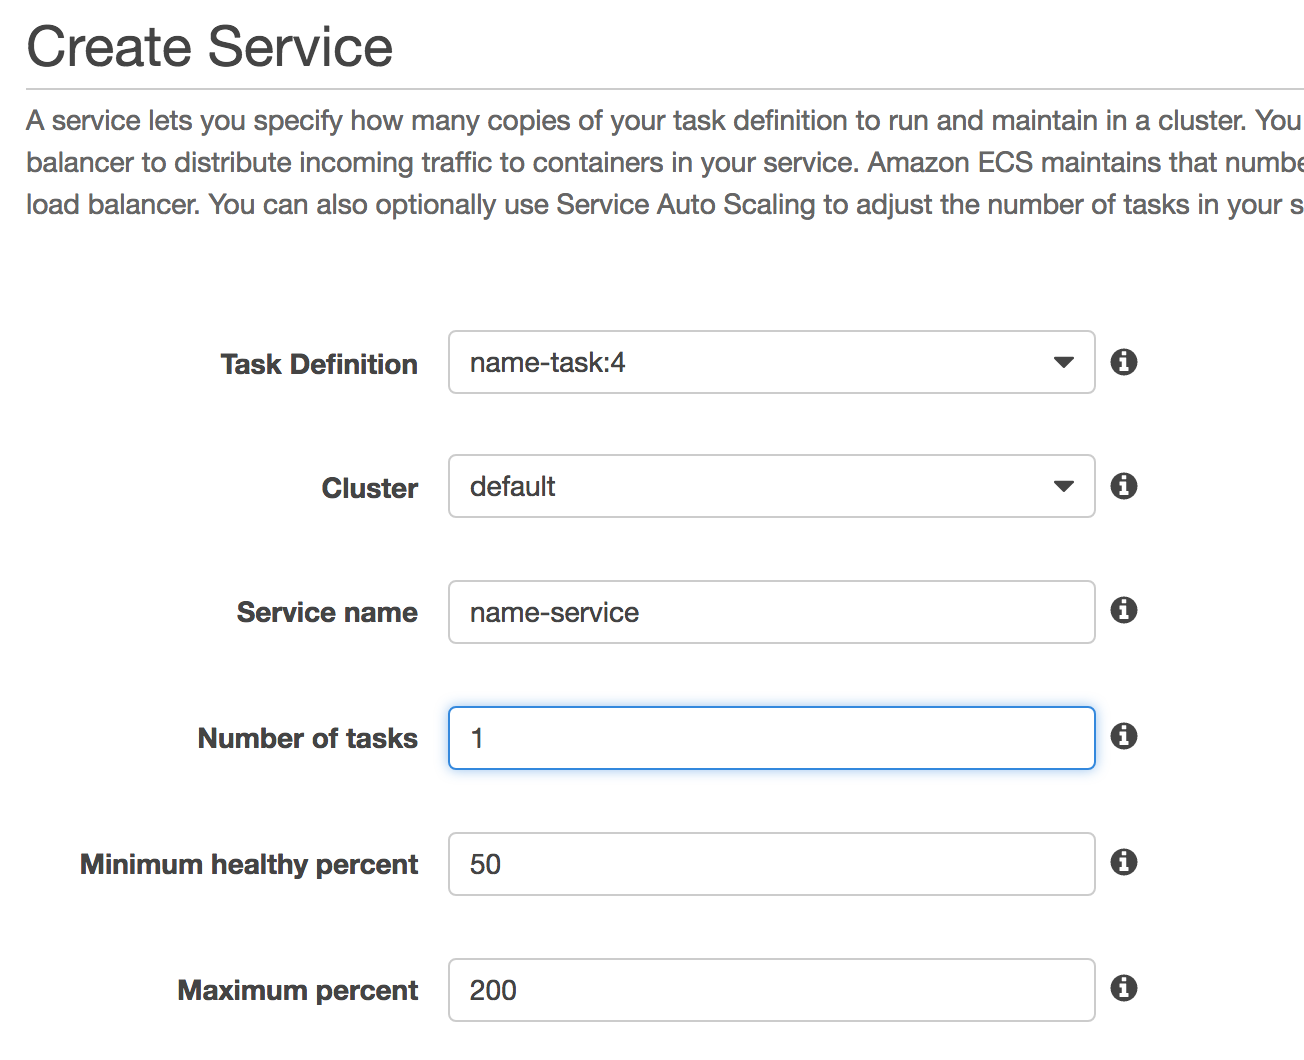 Create Service
A service lets you specify how many copies of your task definition to run and maintain in a cluster. You
balancer to distribute incoming traffic to containers in your service. Amazon ECS maintains that numbe
load balancer. You can also optionally use Service Auto Scaling to adjust the number of tasks in your s
Task Definition name-task:4
Cluster default
Service name name-service
Number of tasks 1
Minimum healthy percent 50
Maximum percent 200